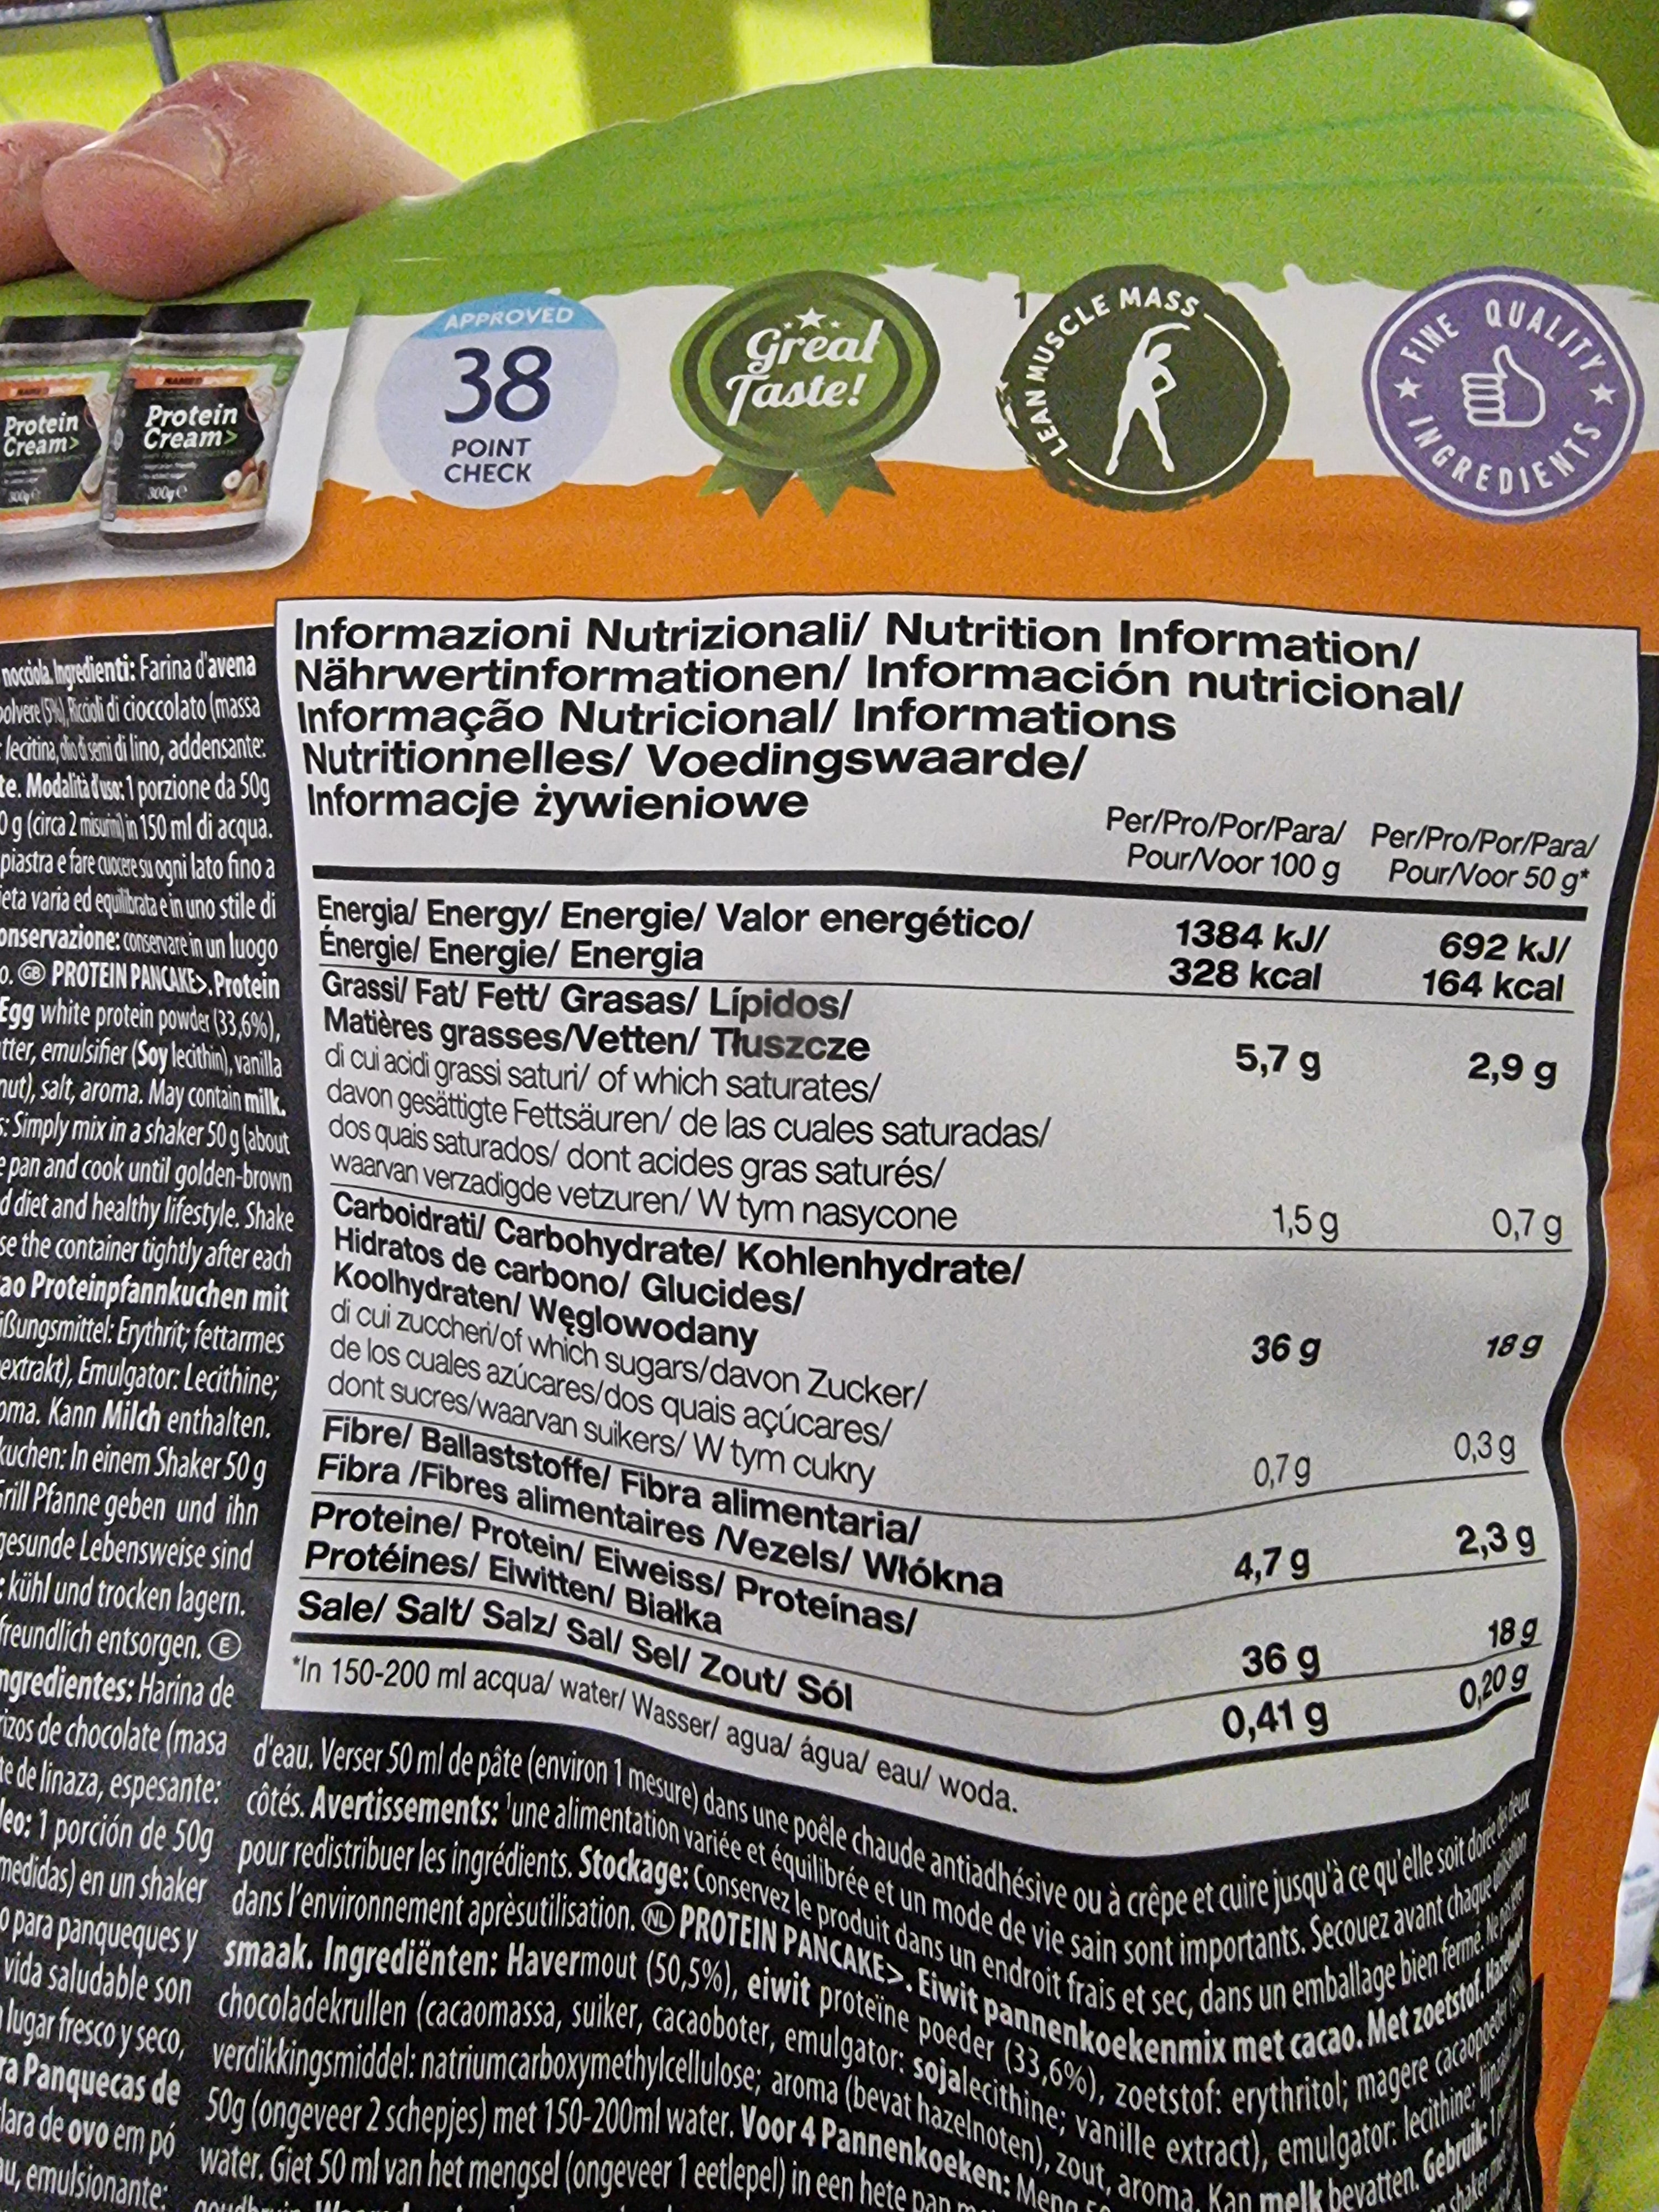 APPROVED
38
POINT
CHECK
Great
Taste!
1
LEAN MUSCLE MASS
FINE QUALITY
INGREDIENTS
Protein
Cream>
300g e
Protein
Cream>
300g e
Informazioni Nutrizionali/ Nutrition Information/
Nährwertinformationen/ Información nutricional/
Informação Nutricional/ Informations
Nutritionnelles/ Voedingswaarde/
Informacje żywieniowe
Per/Pro/Por/Para/ Per/Pro/Por/Para/
Pour/Voor 100 g Pour/Voor 50 g*
Energia/ Energy/ Energie/ Valor energético/ 1384 kJ/ 692 kJ/
Énergie/ Energie/ Energia 328 kcal 164 kcal
Grassi/ Fat/ Fett/ Grasas/ Lípidos/
Matières grasses/Vetten/ Tłuszcze 5,7 g 2,9 g
di cui acidi grassi saturi/ of which saturates/
davon gesättigte Fettsäuren/ de las cuales saturadas/
dos quais saturados/ dont acides gras saturés/
waarvan verzadigde vetzuren/ W tym nasycone 1,5 g 0,7 g
Carboidrati/ Carbohydrate/ Kohlenhydrate/
Hidratos de carbono/ Glucides/
Koolhydraten/ Węglowodany 36 g 18 g
di cui zuccheri/of which sugars/davon Zucker/
de los cuales azúcares/dos quais açúcares/
dont sucres/waarvan suikers/ W tym cukry 0,7 g 0,3 g
Fibre/ Ballaststoffe/ Fibra alimentaria/
Fibra /Fibres alimentaires /Vezels/ Włókna 4,7 g 2,3 g
Proteine/ Protein/ Eiweiss/ Proteínas/
Protéines/ Eiwitten/ Białka 36 g 18 g
Sale/ Salt/ Salz/ Sal/ Sel/ Zout/ Sól 0,41 g 0,20 g
*In 150-200 ml acqua/ water/ Wasser/ agua/ água/ eau/ woda.
nocciola. Ingredienti: Farina d'avena
polvere (5%), Riccioli di cioccolato (massa
lecitina, olio di semi di lino, addensante:
te. Modalità d'uso: 1 porzione da 50g
0 g (circa 2 misurini) in 150 ml di acqua.
piastra e fare cuocere su ogni lato fino a
ieta varia ed equilibrata e in uno stile di
onservazione: conservare in un luogo
o. GB PROTEIN PANCAKE>. Protein
Egg white protein powder (33,6%),
tter, emulsifier (Soy lecithin), vanilla
nut), salt, aroma. May contain milk.
s: Simply mix in a shaker 50 g (about
e pan and cook until golden-brown
d diet and healthy lifestyle. Shake
se the container tightly after each
ao Proteinpfannkuchen mit
ißungsmittel: Erythrit; fettarmes
extrakt), Emulgator: Lecithine;
oma. Kann Milch enthalten.
kuchen: In einem Shaker 50 g
Grill Pfanne geben und ihn
gesunde Lebensweise sind
: kühl und trocken lagern.
freundlich entsorgen. E
ngredientes: Harina de
rizos de chocolate (masa
te de linaza, espesante:
leo: 1 porción de 50g
medidas) en un shaker
o para panqueques y
vida saludable son
lugar fresco y seco,
ra Panquecas de
lara de ovo em pó
au, emulsionante:
d'eau. Verser 50 ml de pâte (environ 1 mesure) dans une poêle chaude antiadhésive ou à crêpe et cuire jusqu'à ce qu'elle soit dorée des deux
côtés. Avertissements: ¹une alimentation variée et équilibrée et un mode de vie sain sont importants. Secouez avant chaque utilisation
pour redistribuer les ingrédients. Stockage: Conservez le produit dans un endroit frais et sec, dans un emballage bien fermé. Ne pas jeter
dans l'environnement aprèsutilisation. NL PROTEIN PANCAKE>. Eiwit pannenkoekenmix met cacao. Met zoetstof.
smaak. Ingrediënten: Havermout (50,5%), eiwit proteïne poeder (33,6%), zoetstof: erythritol; magere cacaopoeder
chocoladekrullen (cacaomassa, suiker, cacaoboter, emulgator: sojalecithine; vanille extract), emulgator: lecithine;
verdikkingsmiddel: natriumcarboxymethylcellulose; aroma (bevat hazelnoten), zout, aroma. Kan melk bevatten. Gebruik:
50g (ongeveer 2 schepjes) met 150-200ml water. Voor 4 Pannenkoeken: Meng
water. Giet 50 ml van het mengsel (ongeveer 1 eetlepel) in een hete pan